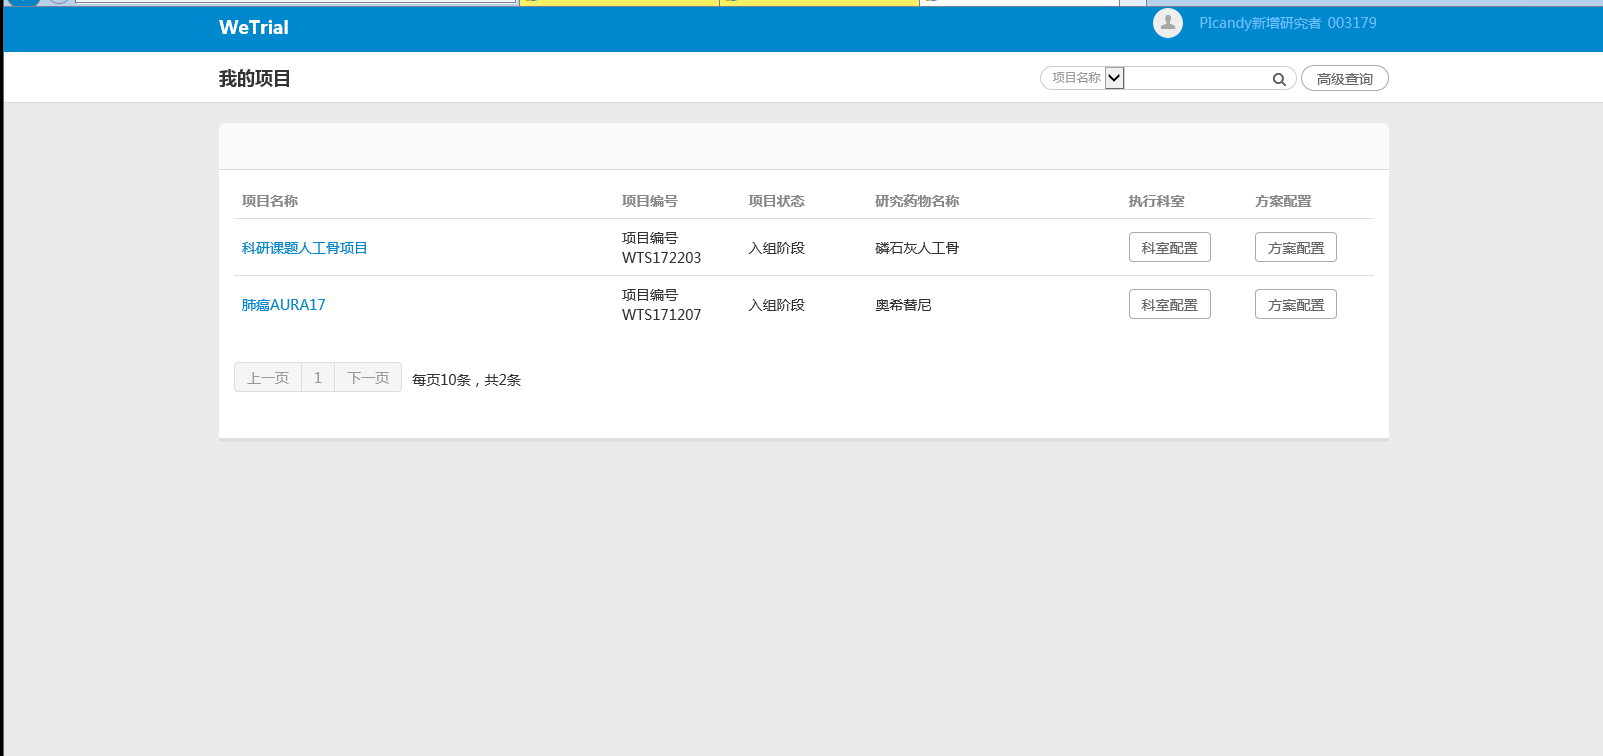 WeTrial
PIcandy新增研究者 003179
我的项目
项目名称
高级查询
项目名称 项目编号 项目状态 研究药物名称 执行科室 方案配置
科研课题人工骨项目
项目编号
WTS172203
入组阶段
磷石灰人工骨
科室配置
方案配置
肺癌AURA17
项目编号
WTS171207
入组阶段
奥希替尼
科室配置
方案配置
上一页 1 下一页 每页10条，共2条